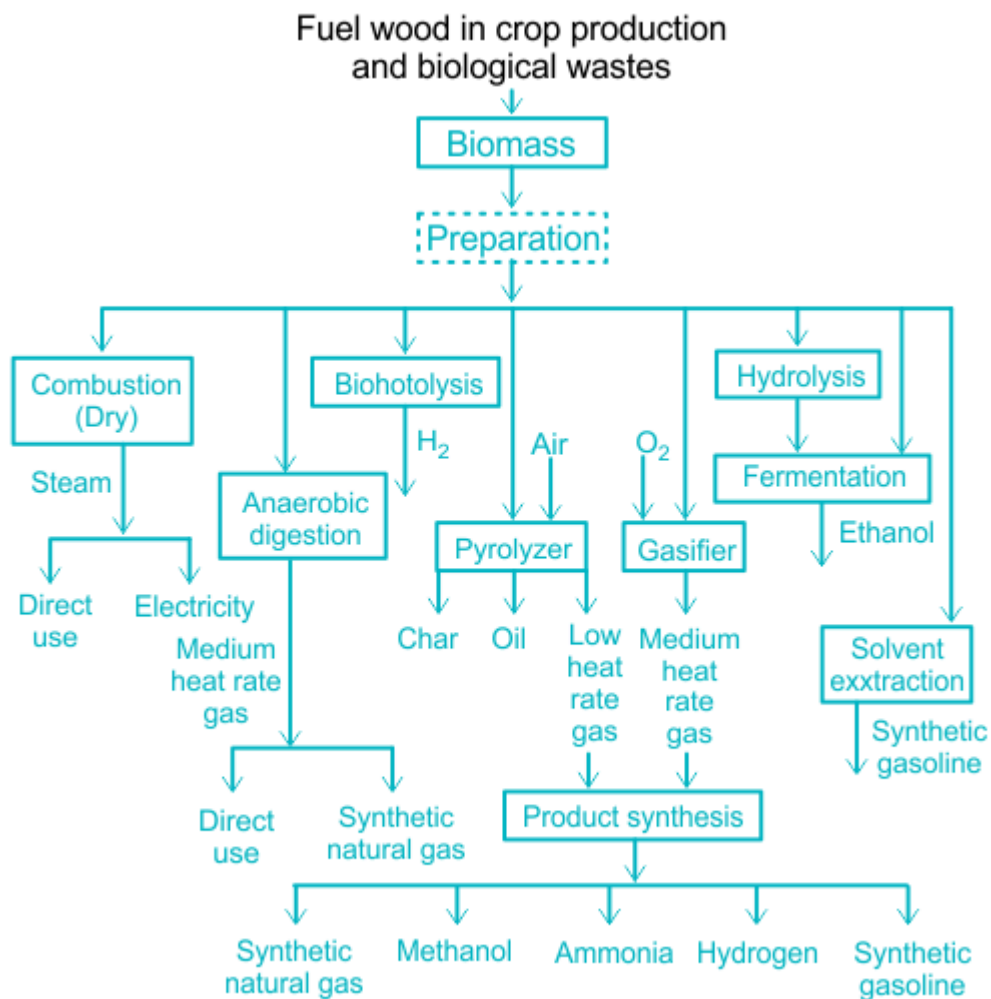 Fuel wood in crop production
and biological wastes
Biomass
Preparation
Combustion
(Dry)
Biohotolysis
Hydrolysis
Steam
H₂
Air
O₂
Anaerobic
digestion
Fermentation
Pyrolyzer
Gasifier
Ethanol
Direct
use
Electricity
Char
Oil
Low
heat
rate
gas
Medium
heat
rate
gas
Medium
heat rate
gas
Solvent
exxtraction
Synthetic
gasoline
Direct
use
Synthetic
natural gas
Product synthesis
Synthetic
natural gas
Methanol
Ammonia
Hydrogen
Synthetic
gasoline